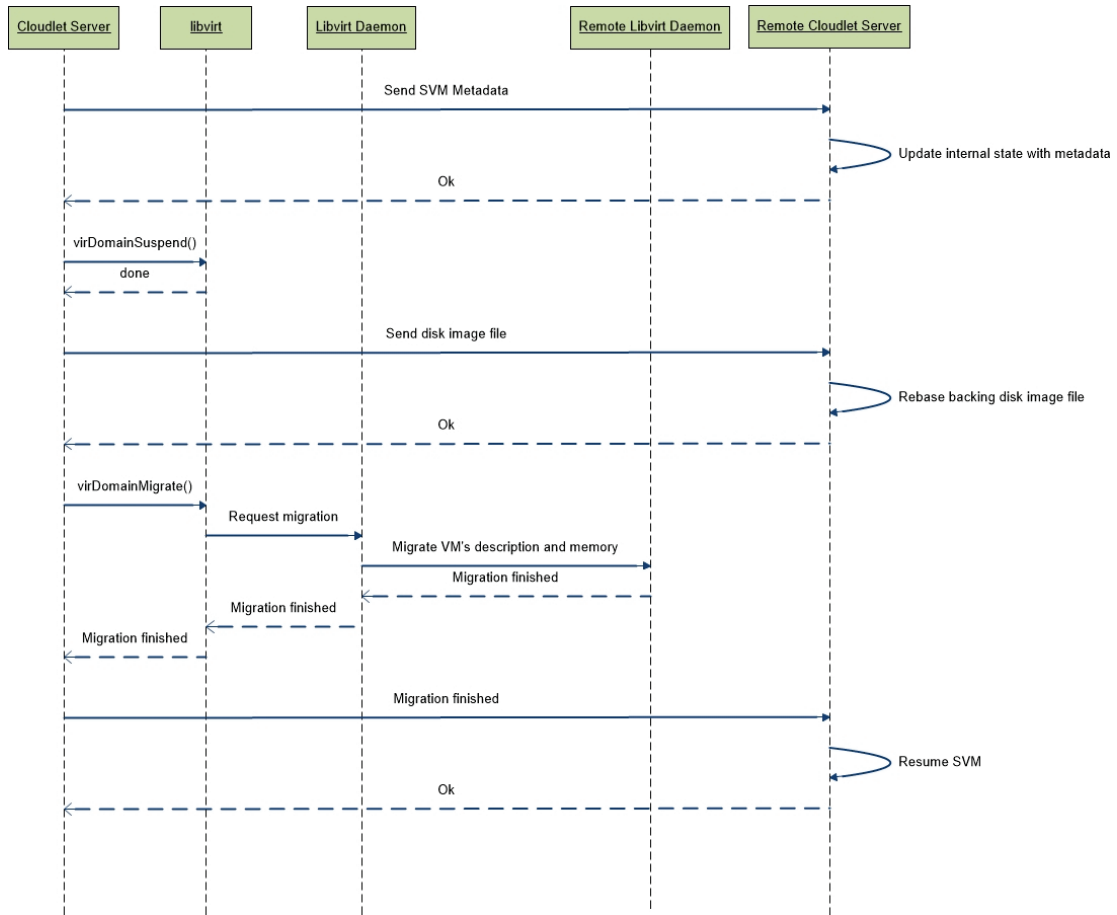 Cloudlet Server
libvirt
Libvirt Daemon
Remote Libvirt Daemon
Remote Cloudlet Server
Send SVM Metadata
Update internal state with metadata
Ok
virDomainSuspend()
done
Send disk image file
Rebase backing disk image file
Ok
virDomainMigrate()
Request migration
Migrate VM's description and memory
Migration finished
Migration finished
Migration finished
Migration finished
Resume SVM
Ok